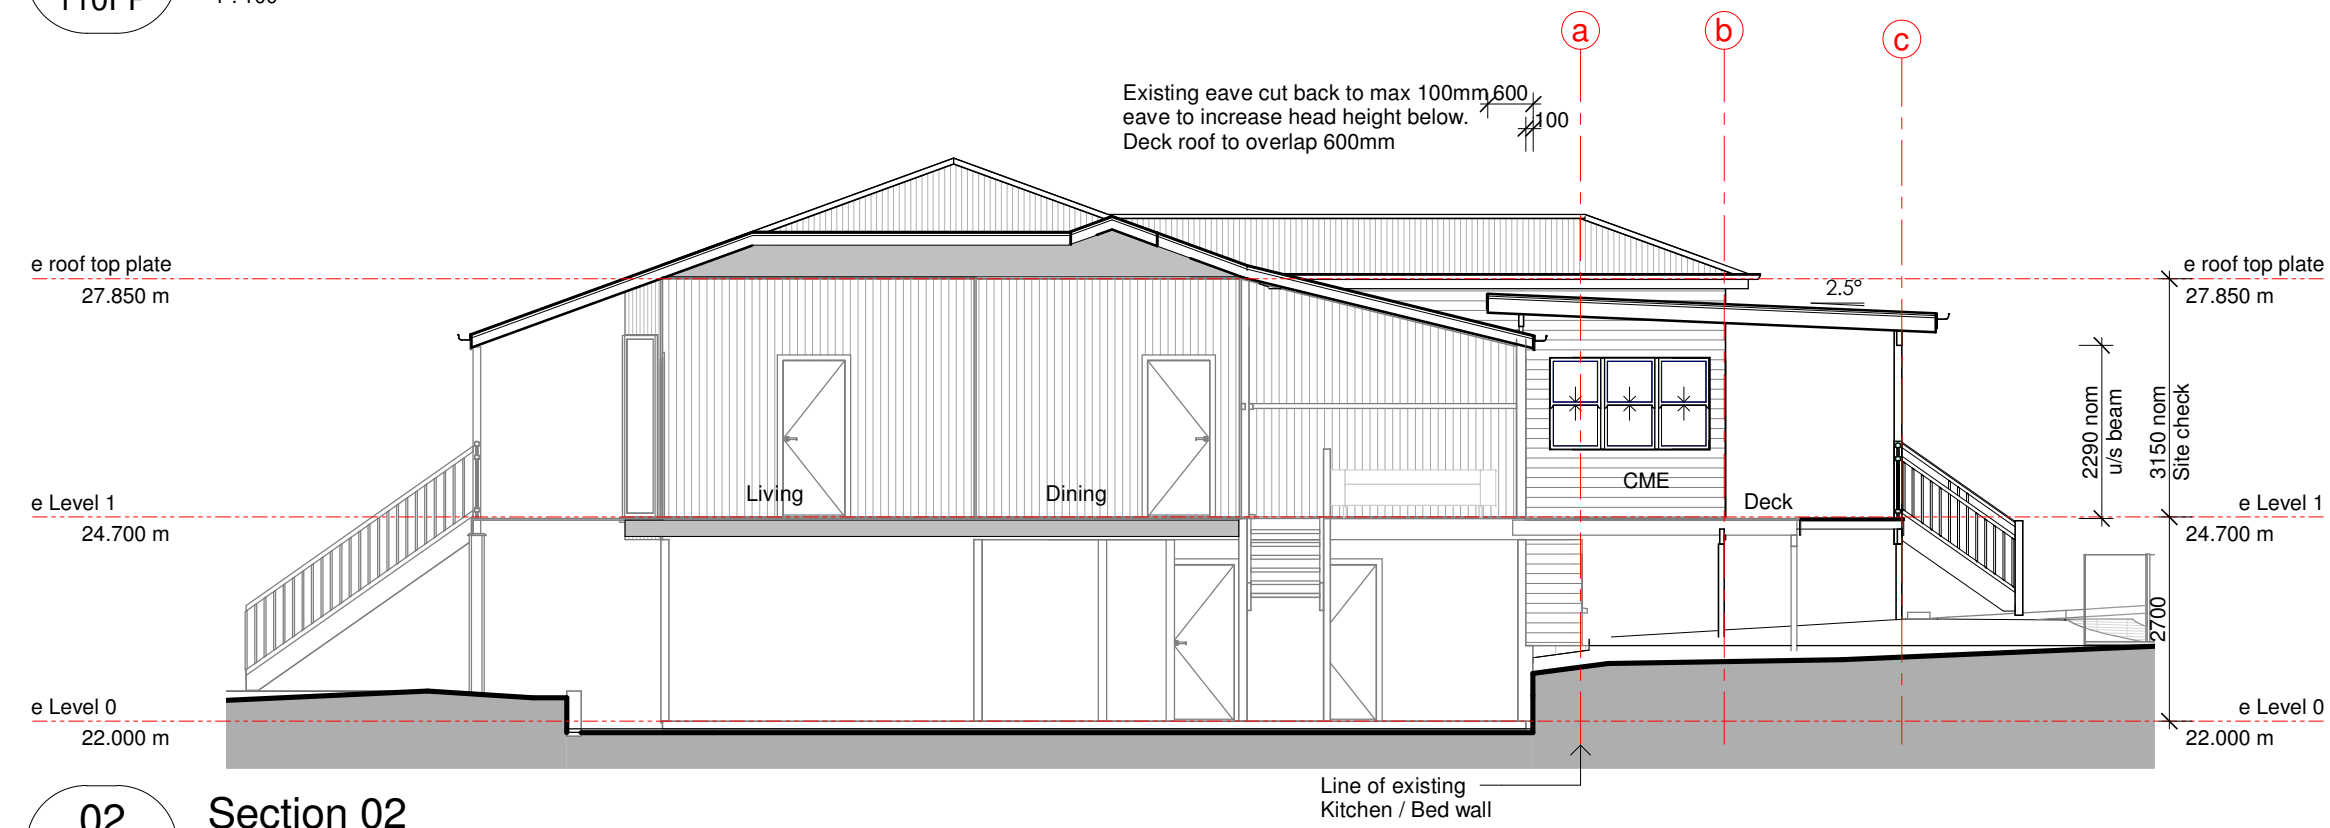 a
b
c
Existing eave cut back to max 100mm
eave to increase head height below.
Deck roof to overlap 600mm
600
100
e roof top plate
27.850 m
e roof top plate
27.850 m
2.5°
2290 nom
u/s beam
3150 nom
Site check
Living
Dining
CME
Deck
e Level 1
24.700 m
e Level 1
24.700 m
2700
e Level 0
22.000 m
e Level 0
22.000 m
Line of existing
Kitchen / Bed wall
02
Section 02